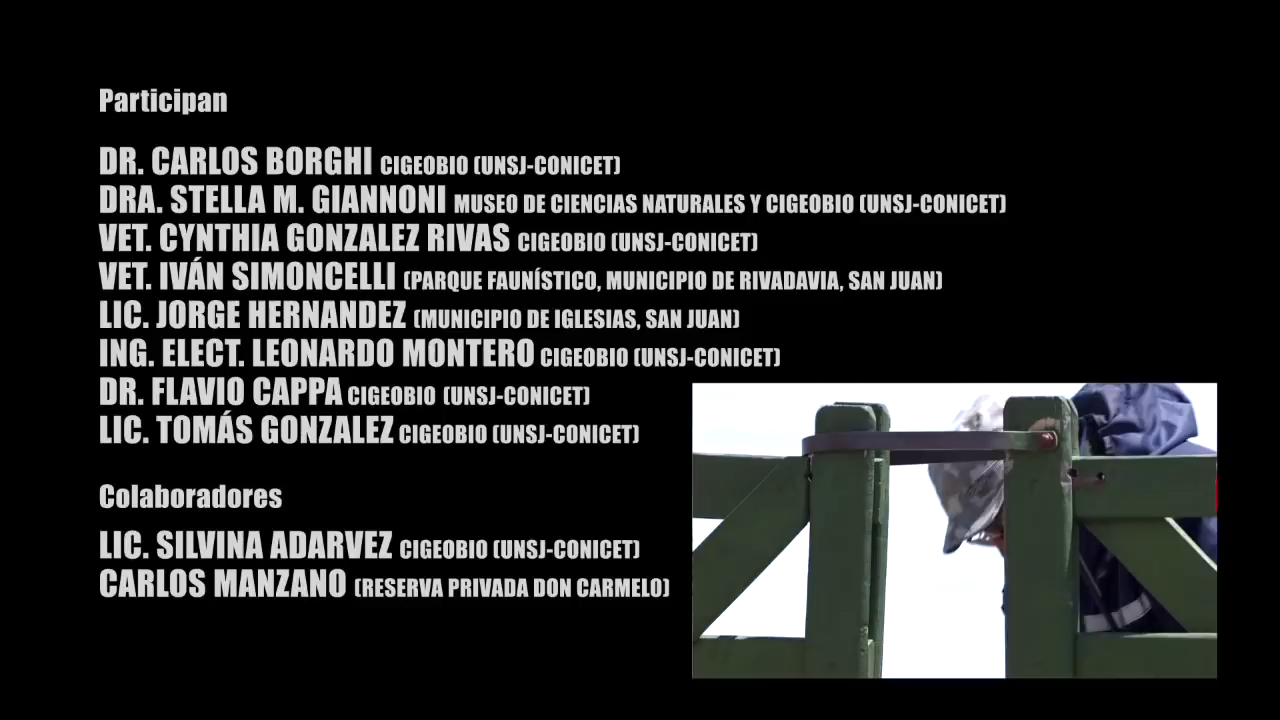 Participan
DR. CARLOS BORGHI CIGEOBIO (UNSJ-CONICET)
DRA. STELLA M. GIANNONI MUSEO DE CIENCIAS NATURALES Y CIGEOBIO (UNSJ-CONICET)
VET. CYNTHIA GONZALEZ RIVAS CIGEOBIO (UNSJ-CONICET)
VET. IVÁN SIMONCELLI (PARQUE FAUNÍSTICO, MUNICIPIO DE RIVADAVIA, SAN JUAN)
LIC. JORGE HERNANDEZ (MUNICIPIO DE IGLESIAS, SAN JUAN)
ING. ELECT. LEONARDO MONTERO CIGEOBIO (UNSJ-CONICET)
DR. FLAVIO CAPPA CIGEOBIO (UNSJ-CONICET)
LIC. TOMÁS GONZALEZ CIGEOBIO (UNSJ-CONICET)
Colaboradores
LIC. SILVINA ADARVEZ CIGEOBIO (UNSJ-CONICET)
CARLOS MANZANO (RESERVA PRIVADA DON CARMELO)